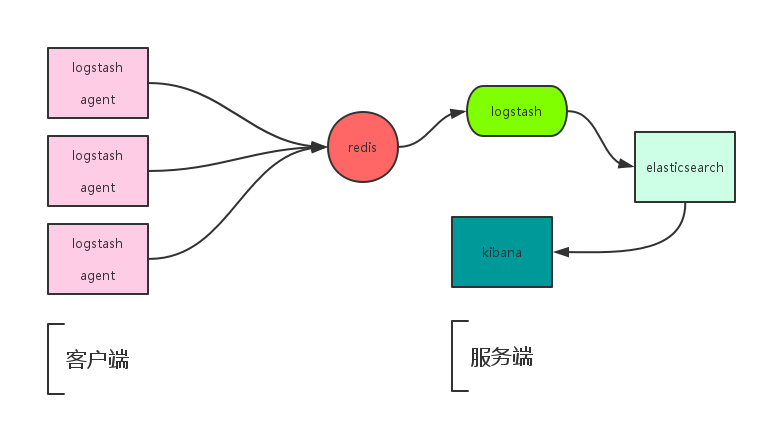 logstash
agent
logstash
agent
logstash
agent
redis
logstash
elasticsearch
kibana
客户端
服务端